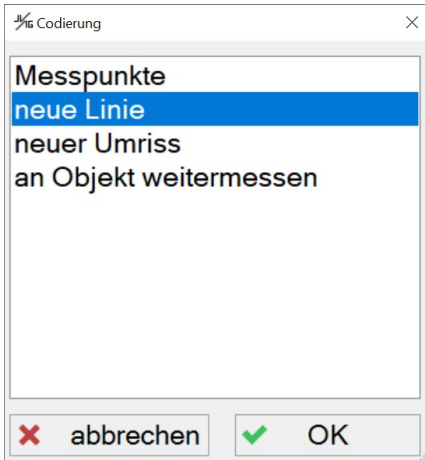 Codierung
Messpunkte
neue Linie
neuer Umriss
an Objekt weitermessen
abbrechen
OK